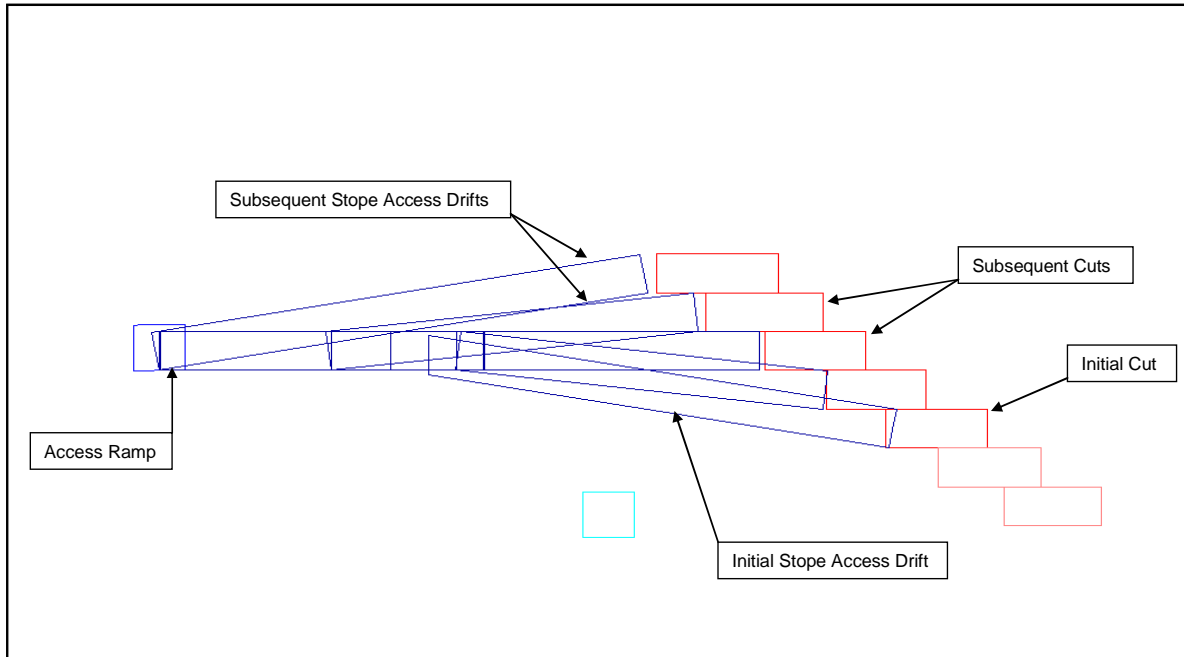 Subsequent Stope Access Drifts
Subsequent Cuts
Initial Cut
Access Ramp
Initial Stope Access Drift